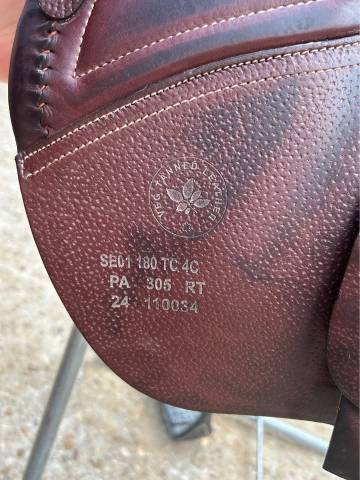 VEG TANNED LEATHER
SE01 180 TC 4C
PA 305 RT
24 110034